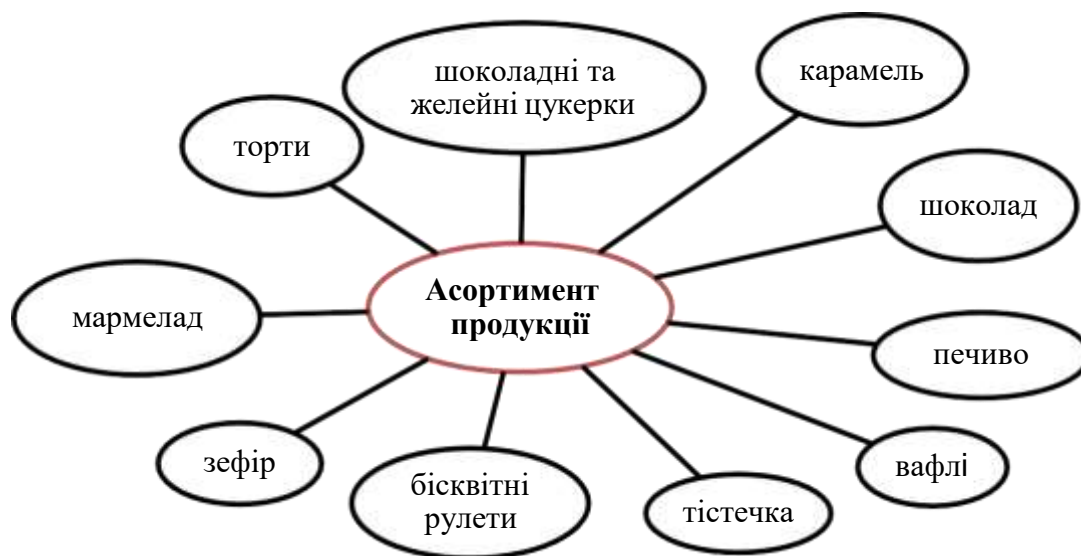 шоколадні та
желейні цукерки
карамель
торти
шоколад
Асортимент
продукції
мармелад
печиво
зефір
бісквітні
рулети
тістечка
вафлі